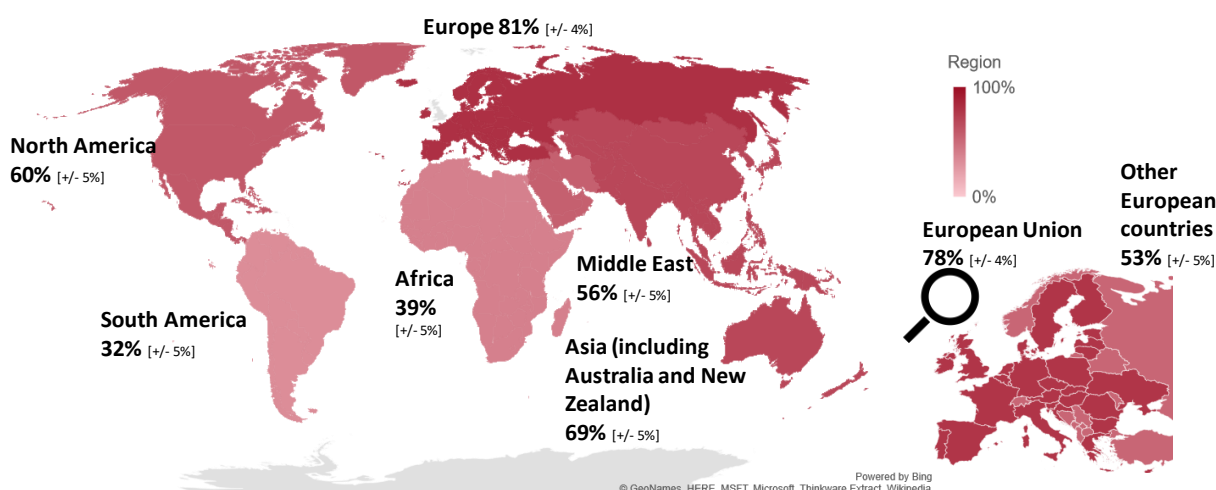 Europe 81% [+/- 4%]
North America
60% [+/- 5%]
South America
32% [+/- 5%]
Africa
39%
[+/- 5%]
Middle East
56% [+/- 5%]
Asia (including
Australia and New
Zealand)
69% [+/- 5%]
Region
100%
0%
European Union
78% [+/- 4%]
Other
European
countries
53% [+/- 5%]
Powered by Bing
© GeoNames, HERE, MSFT, Microsoft, Thinkware Extract, Wikipedia